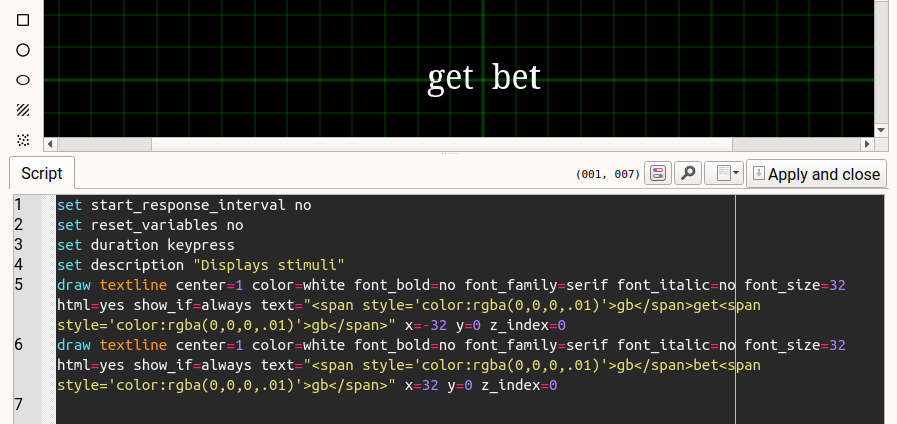 get bet
Script
(001, 007)
Apply and close
1 set start_response_interval no
2 set reset_variables no
3 set duration keypress
4 set description "Displays stimuli"
5 draw textline center=1 color=white font_bold=no font_family=serif font_italic=no font_size=32
html=yes show_if=always text="<span style='color:rgba(0,0,0,.01)'>gb</span>get<span
style='color:rgba(0,0,0,.01)'>gb</span>" x=-32 y=0 z_index=0
6 draw textline center=1 color=white font_bold=no font_family=serif font_italic=no font_size=32
html=yes show_if=always text="<span style='color:rgba(0,0,0,.01)'>gb</span>bet<span
style='color:rgba(0,0,0,.01)'>gb</span>" x=32 y=0 z_index=0
7